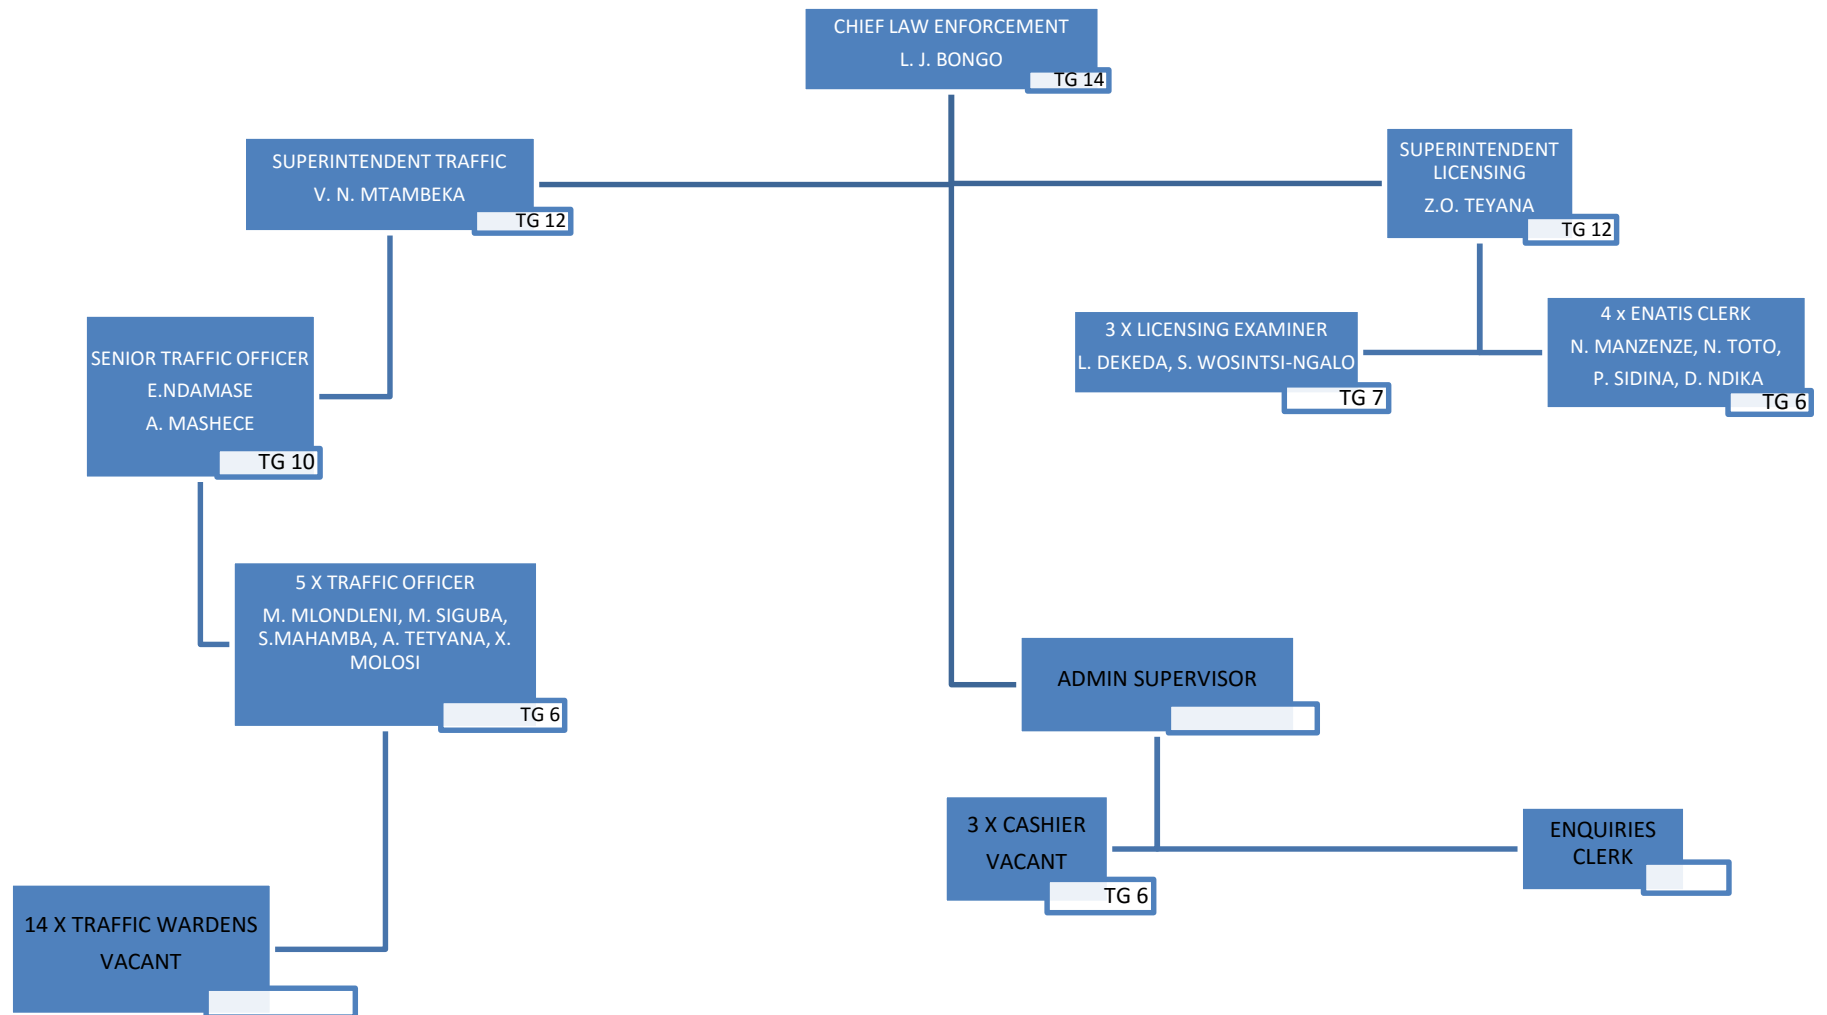 CHIEF LAW ENFORCEMENT
L. J. BONGO
TG 14
SUPERINTENDENT TRAFFIC
V. N. MTAMBEKA
TG 12
SUPERINTENDENT
LICENSING
Z.O. TEYANA
TG 12
3 X LICENSING EXAMINER
L. DEKEDA, S. WOSINTSI-NGALO
TG 7
4 x ENATIS CLERK
N. MANZENZE, N. TOTO,
P. SIDINA, D. NDIKA
TG 6
SENIOR TRAFFIC OFFICER
E.NDAMASE
A. MASHECE
TG 10
5 X TRAFFIC OFFICER
M. MLONDLENI, M. SIGUBA,
S.MAHAMBA, A. TETYANA, X.
MOLOSI
TG 6
ADMIN SUPERVISOR
3 X CASHIER
VACANT
TG 6
ENQUIRIES
CLERK
14 X TRAFFIC WARDENS
VACANT